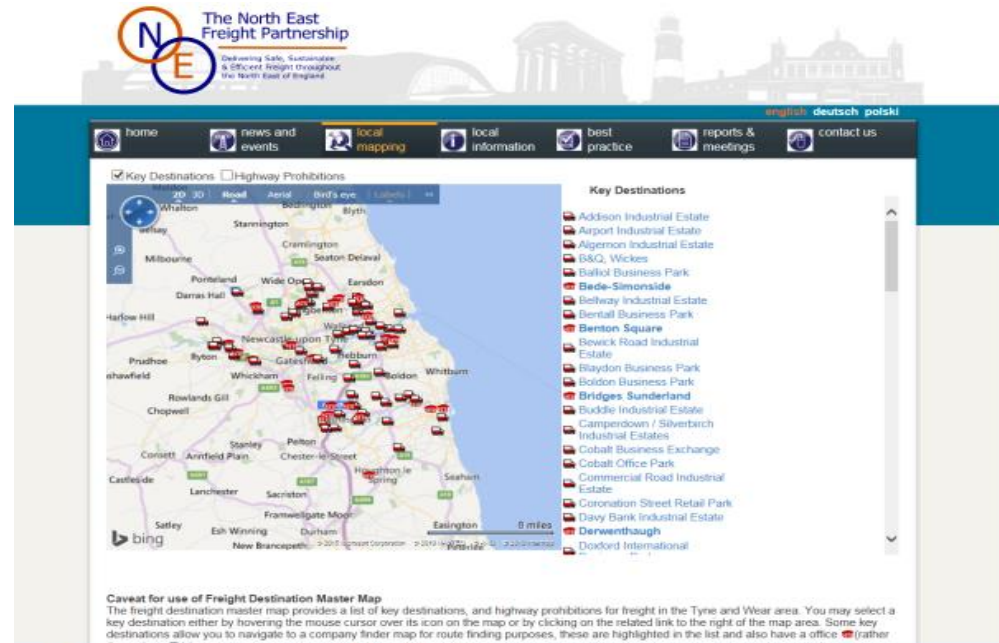 The North East
Freight Partnership
Delivering Safe, Sustainable
& Efficient Freight throughout
the North East of England
NE
english deutsch polski
home
news and
events
local
mapping
local
information
best
practice
reports &
meetings
contact us
Key Destinations Highway Prohibitions
2D 3D Road Aerial Bird's eye Labels
Whalton
Bedlington
Blyth
Belsay
Stannington
Cramlington
Milbourne
Seaton Delaval
Ponteland
Wide Open
Earsdon
Darras Hall
Harlow Hill
Newcastle upon Tyne
Prudhoe
Ryton
Gateshead
Hebburn
Whickham
Felling
Boldon
Whitburn
Rowlands Gill
Chopwell
Stanley
Pelton
Consett
Annfield Plain
Chester-le-Street
Houghton le
Spring
Seaham
Castleside
Lanchester
Sacriston
Framwellgate Moor
Satley
Esh Winning
Durham
Easington
8 miles
bing
New Brancepeth
Key Destinations
Addison Industrial Estate
Airport Industrial Estate
Algernon Industrial Estate
B&Q, Wickes
Balliol Business Park
Bede-Simonside
Bellway Industrial Estate
Bentall Business Park
Benton Square
Bewick Road Industrial
Estate
Blaydon Business Park
Boldon Business Park
Bridges Sunderland
Buddle Industrial Estate
Camperdown / Silverbirch
Industrial Estates
Cobalt Business Exchange
Cobalt Office Park
Commercial Road Industrial
Estate
Coronation Street Retail Park
Davy Bank Industrial Estate
Derwenthaugh
Doxford International
Caveat for use of Freight Destination Master Map
The freight destination master map provides a list of key destinations, and highway prohibitions for freight in the Tyne and Wear area. You may select a
key destination either by hovering the mouse cursor over its icon on the map or by clicking on the related link to the right of the map area. Some key
destinations allow you to navigate to a company finder map for route finding purposes, these are highlighted in the list and also have a office (rather